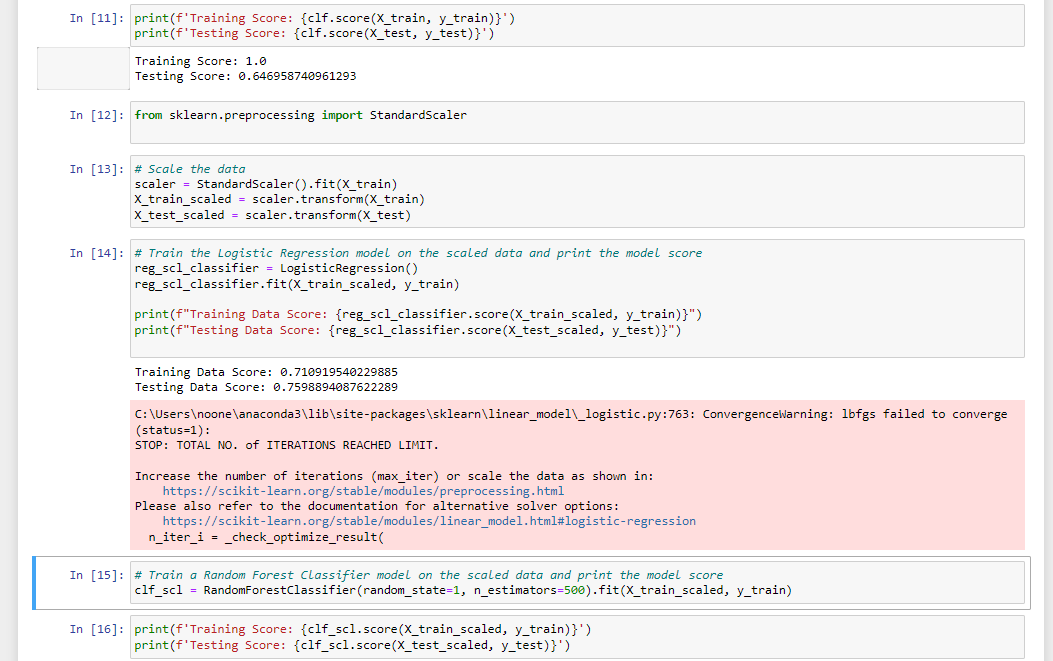 In [11]: print(f'Training Score: {clf.score(X_train, y_train)}')
print(f'Testing Score: {clf.score(X_test, y_test)}')
Training Score: 1.0
Testing Score: 0.646958740961293
In [12]: from sklearn.preprocessing import StandardScaler
In [13]: # Scale the data
scaler = StandardScaler().fit(X_train)
X_train_scaled = scaler.transform(X_train)
X_test_scaled = scaler.transform(X_test)
In [14]: # Train the Logistic Regression model on the scaled data and print the model score
reg_scl_classifier = LogisticRegression()
reg_scl_classifier.fit(X_train_scaled, y_train)
print(f"Training Data Score: {reg_scl_classifier.score(X_train_scaled, y_train)}")
print(f"Testing Data Score: {reg_scl_classifier.score(X_test_scaled, y_test)}")
Training Data Score: 0.710919540229885
Testing Data Score: 0.7598894087622289
C:\Users\noone\anaconda3\lib\site-packages\sklearn\linear_model\_logistic.py:763: ConvergenceWarning: lbfgs failed to converge
(status=1):
STOP: TOTAL NO. of ITERATIONS REACHED LIMIT.
Increase the number of iterations (max_iter) or scale the data as shown in:
https://scikit-learn.org/stable/modules/preprocessing.html
Please also refer to the documentation for alternative solver options:
https://scikit-learn.org/stable/modules/linear_model.html#logistic-regression
n_iter_i = _check_optimize_result(
In [15]: # Train a Random Forest Classifier model on the scaled data and print the model score
clf_scl = RandomForestClassifier(random_state=1, n_estimators=500).fit(X_train_scaled, y_train)
In [16]: print(f'Training Score: {clf_scl.score(X_train_scaled, y_train)}')
print(f'Testing Score: {clf_scl.score(X_test_scaled, y_test)}')